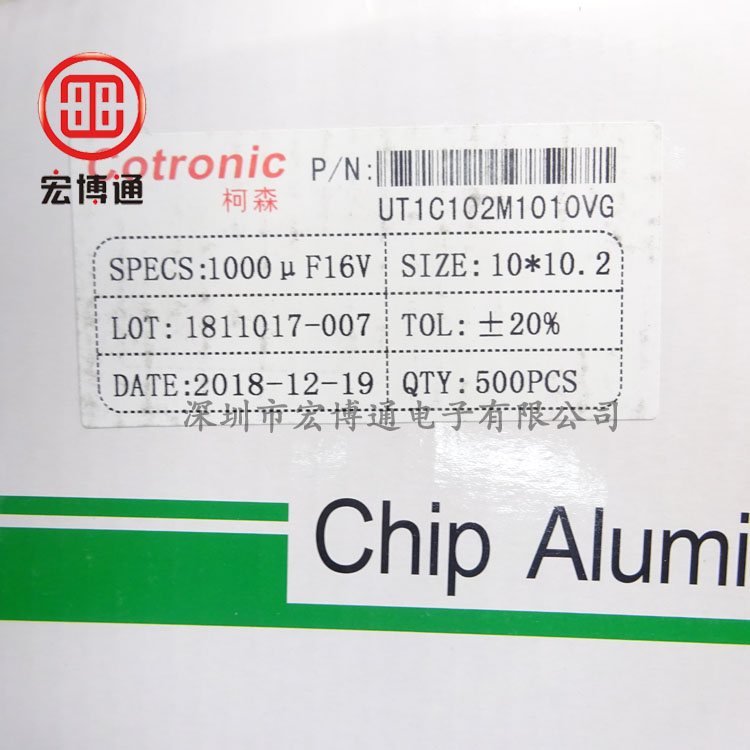 宏博通
Cotronic
柯森
P/N:
UT1C102M1010VG
SPECS:1000μF16V
SIZE:10*10.2
LOT:1811017-007
TOL:±20%
DATE:2018-12-19
QTY:500PCS
深圳市宏博通电子有限公司
Chip Alumi